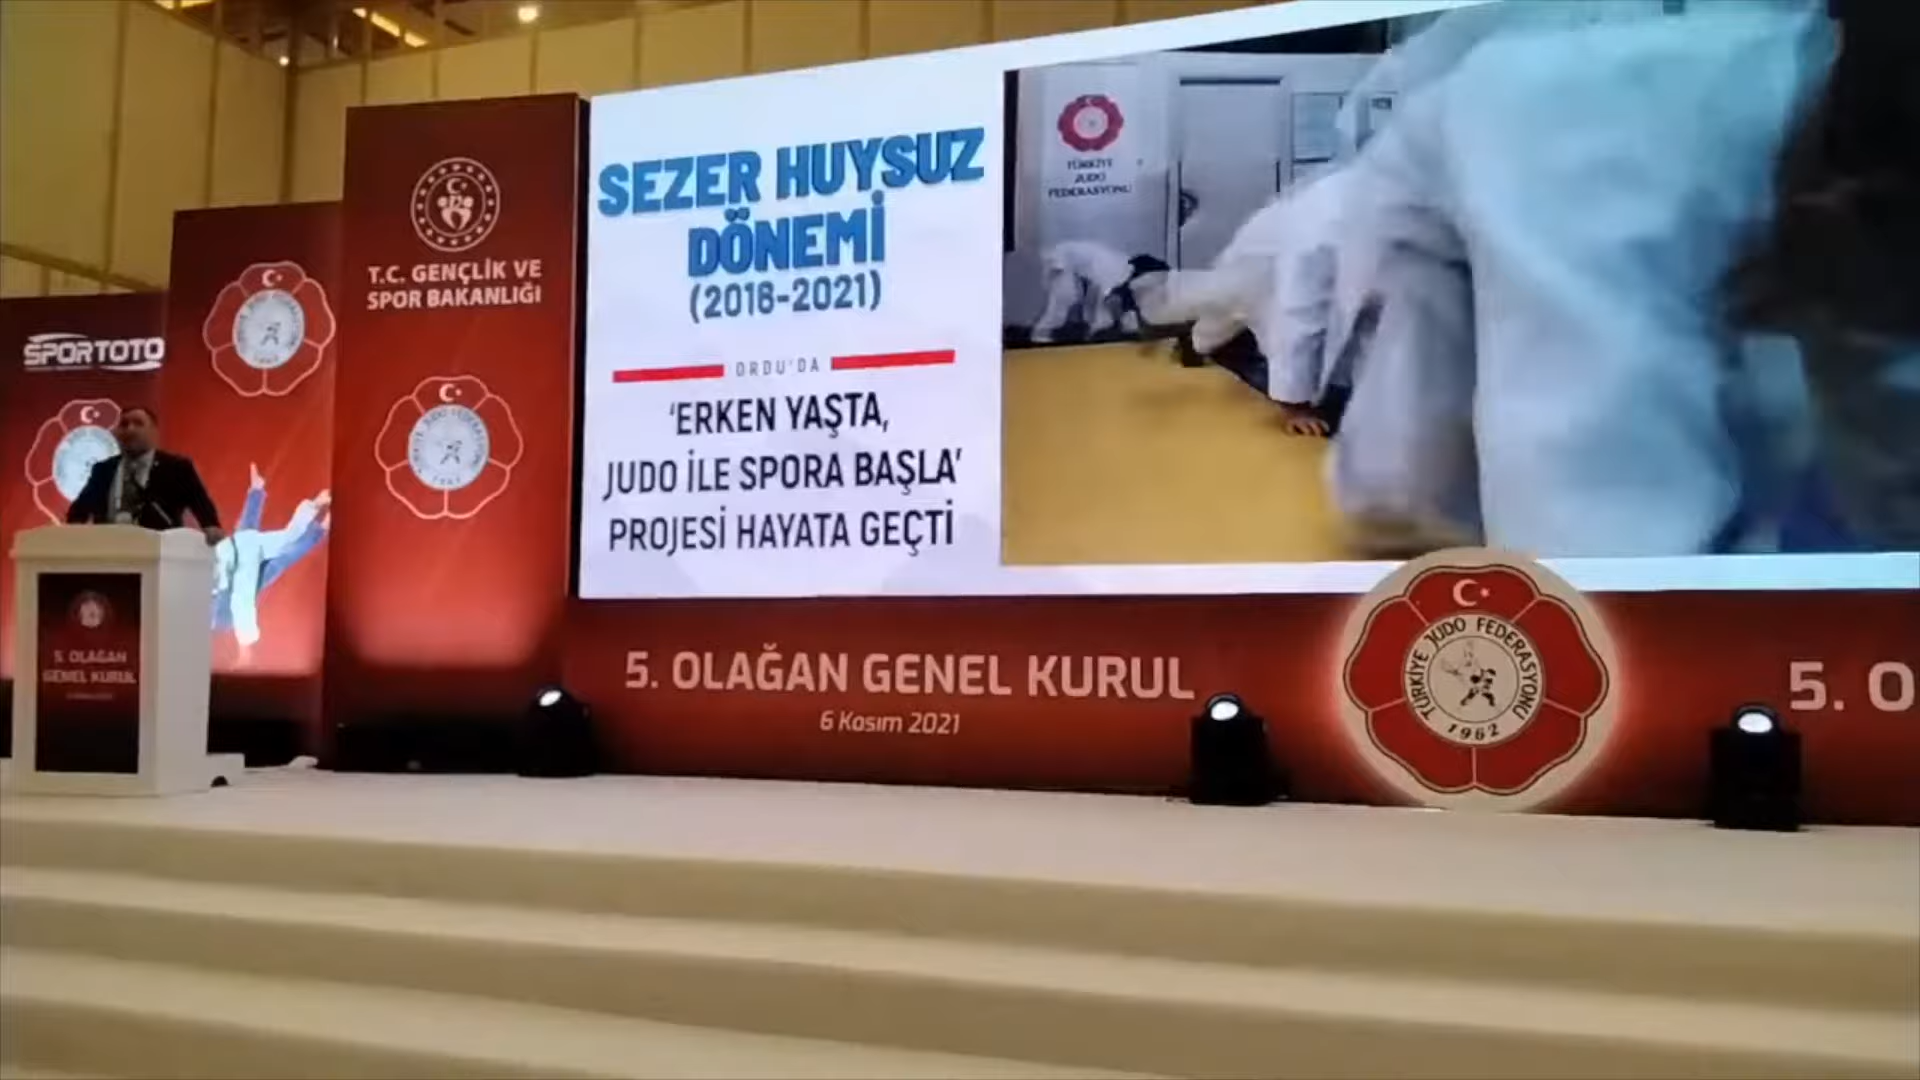 SEZER HUYSUZ
DÖNEMİ
(2018-2021)
ORDU'DA
'ERKEN YAŞTA,
JUDO İLE SPORA BAŞLA'
PROJESİ HAYATA GEÇTİ
TÜRKİYE
JUDO
FEDERASYONU
T.C. GENÇLİK VE
SPOR BAKANLIĞI
SPORTOTO
5. OLAĞAN
GENEL KURUL
5. OLAĞAN GENEL KURUL
6 Kasım 2021
TÜRKİYE JUDO FEDERASYONU
1962
5. O